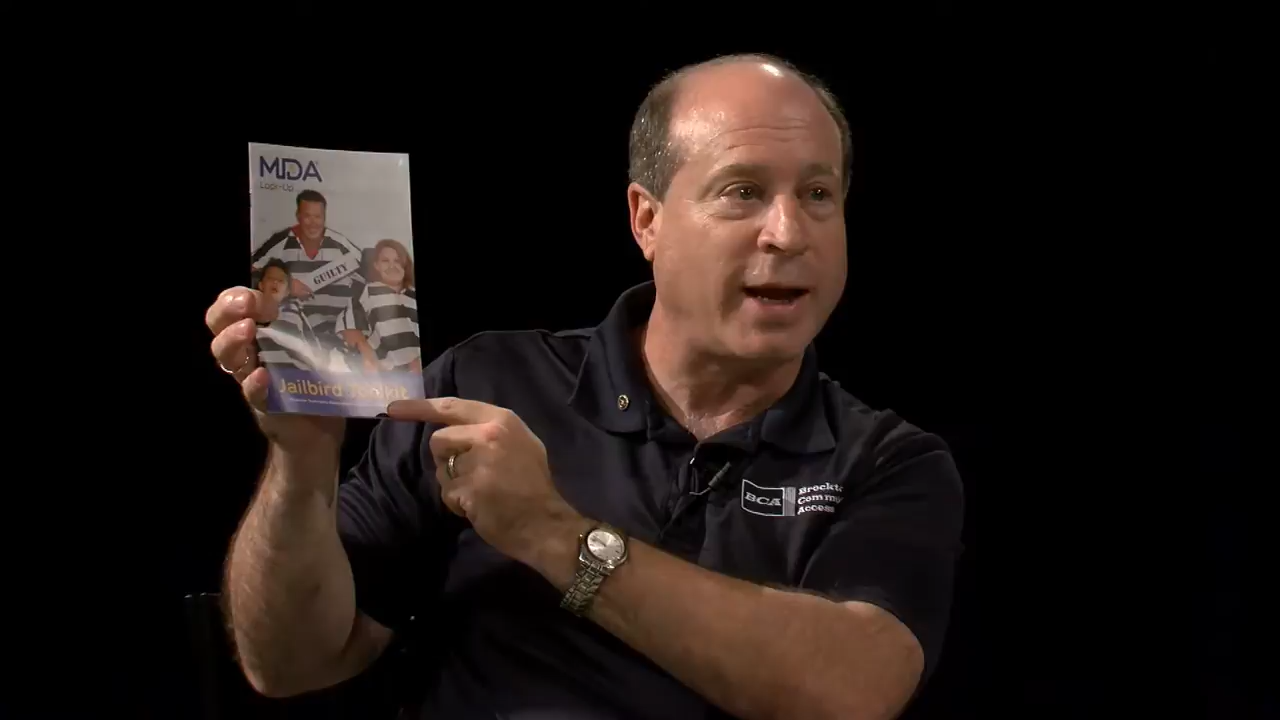 MDA
Lock-Up
GUILTY
Jailbird Toolkit
BCA
Brockto
Commu
Access